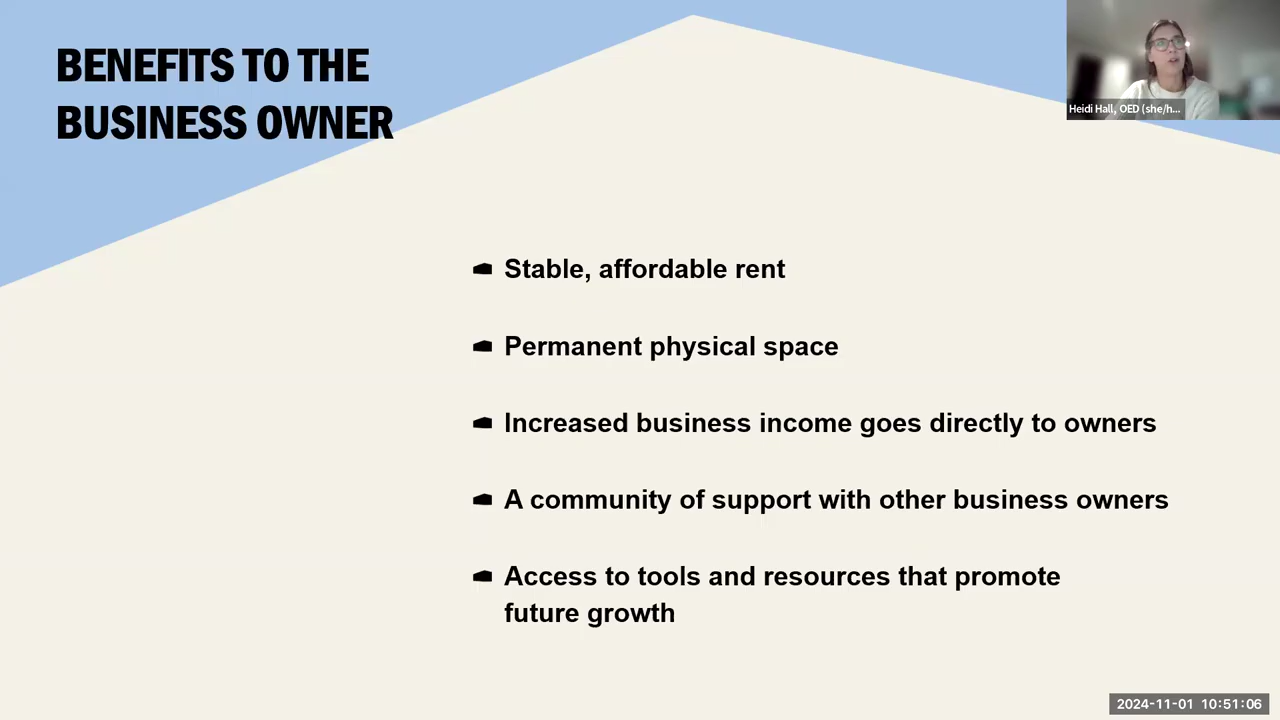 BENEFITS TO THE
BUSINESS OWNER
Heidi Hall, OED (she/h...
Stable, affordable rent
Permanent physical space
Increased business income goes directly to owners
A community of support with other business owners
Access to tools and resources that promote
future growth
2024-11-01 10:51:06